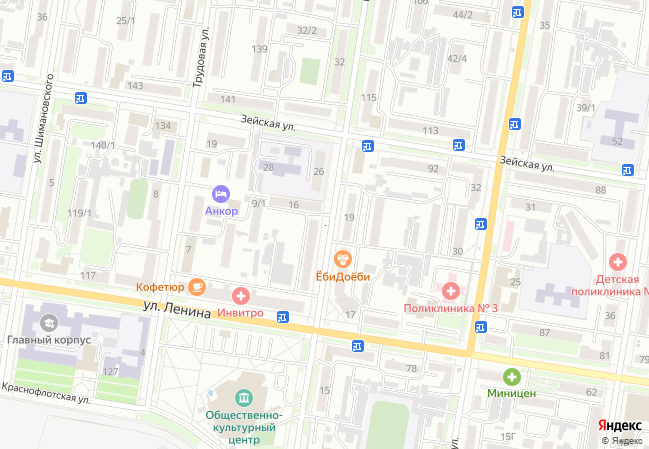 36
25/1
32/2
106
44/2
35
139
32
42/4
Трудовая ул.
143
141
115
39/1
ул. Шимановского
134
Зейская ул.
113
52
140/1
19
28
26
92
Зейская ул.
5
8
32
88
Анкор
9/1
16
119/1
19
31
7
30
ЁбиДоёби
25
Детская
поликлиника №
117
Кофетюр
Инвитро
Поликлиника № 3
ул. Ленина
17
Главный корпус
87
4
81
79
127
78
Краснофлотская ул.
15
Миницен
62
Общественно-
культурный
центр
15Г
ул.
Яндекс
© Яндекс